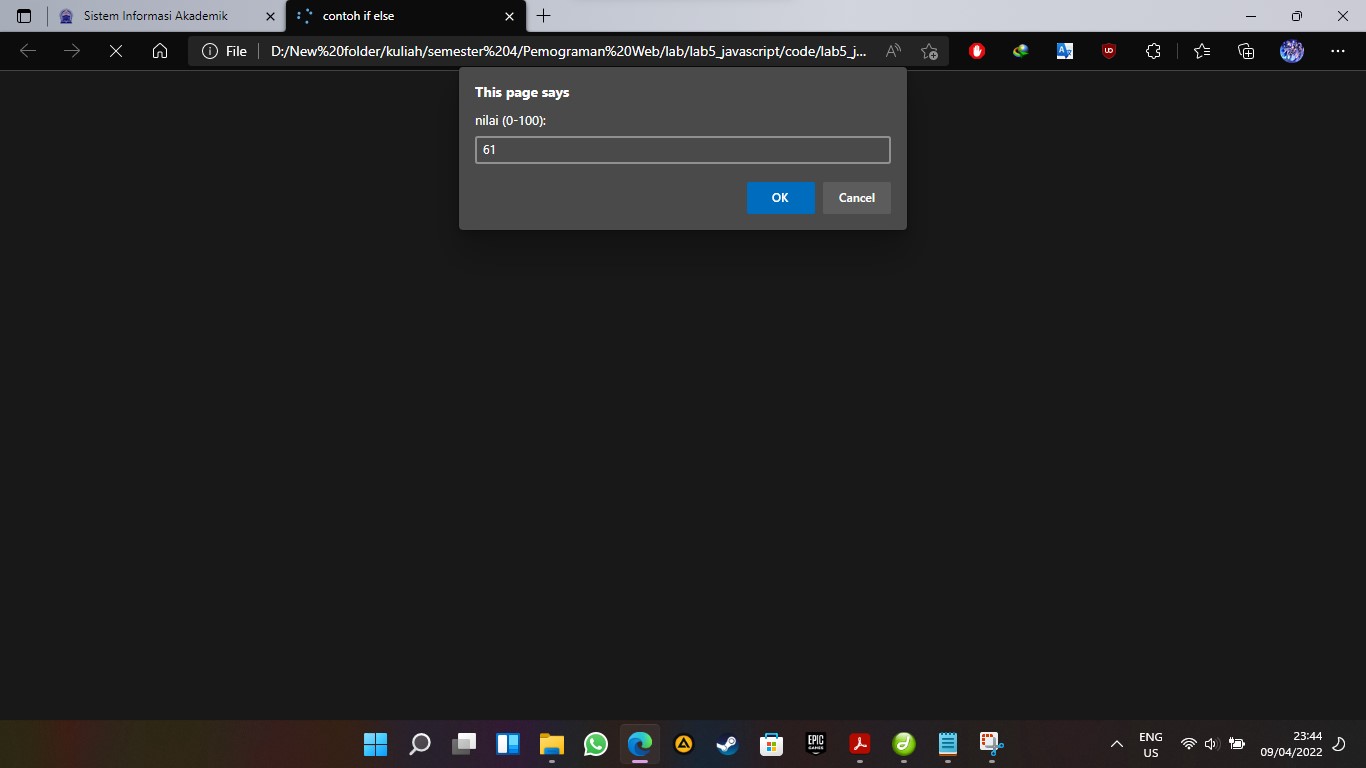 Sistem Informasi Akademik
contoh if else
File
D:/New%20folder/kuliah/semester%204/Pemograman%20Web/lab/lab5_javascript/code/lab5_j...
This page says
nilai (0-100):
61
OK
Cancel
EPIC
GAMES
ENG
US
23:44
09/04/2022